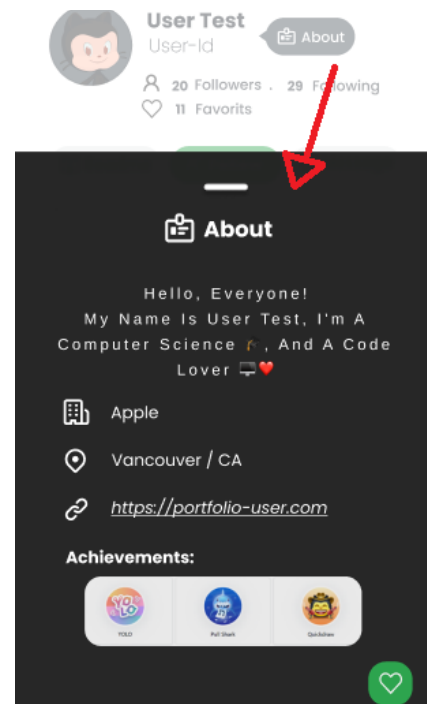 User Test
User-Id
About
20 Followers . 29 Following
11 Favorits
About
Hello, Everyone!
My Name Is User Test, I'm A
Computer Science 🎓, And A Code
Lover 🖥️❤️
Apple
Vancouver / CA
https://portfolio-user.com
Achievements:
YOLO
YOLO Pull Shark Quickdraw